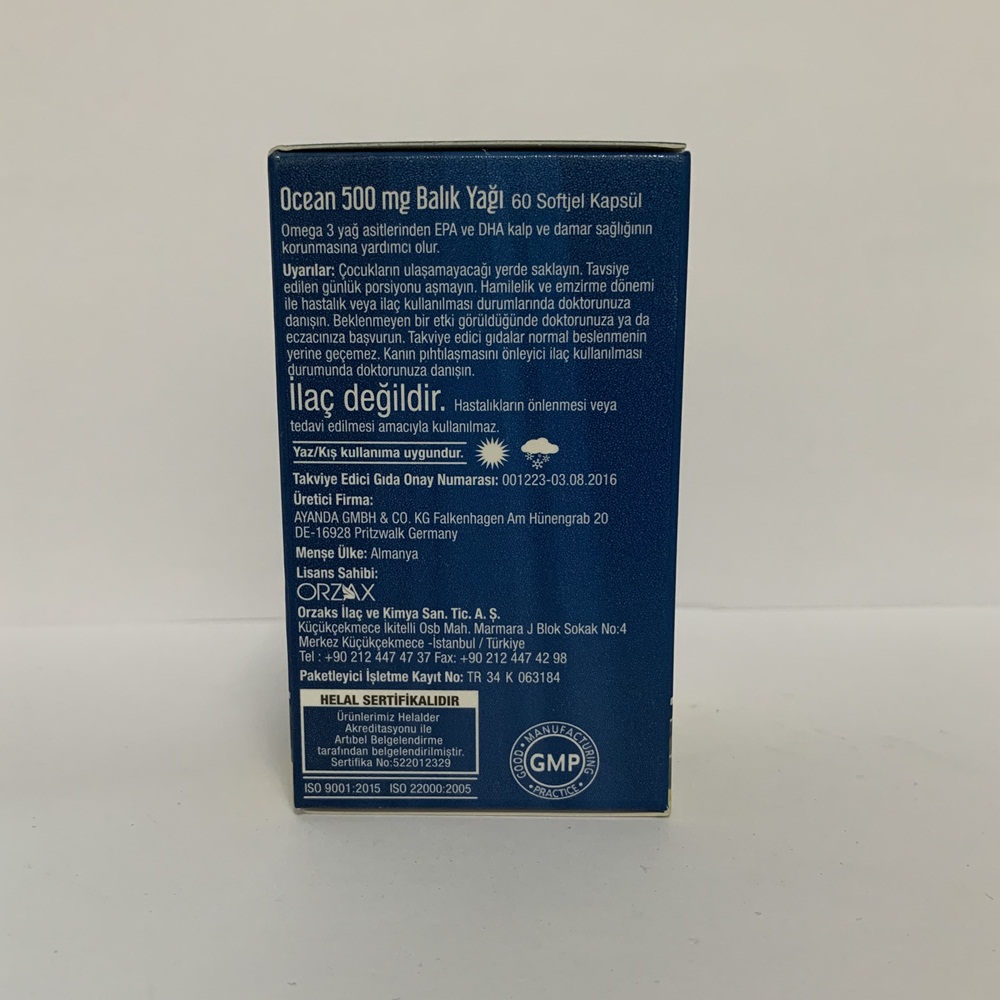 Ocean 500 mg Balık Yağı 60 Softjel Kapsül
Omega 3 yağ asitlerinden EPA ve DHA kalp ve damar sağlığının
korunmasına yardımcı olur.
Uyarılar: Çocukların ulaşamayacağı yerde saklayın. Tavsiye
edilen günlük porsiyonu aşmayın. Hamilelik ve emzirme dönemi
ile hastalık veya ilaç kullanılması durumlarında doktorunuza
danışın. Beklenmeyen bir etki görüldüğünde doktorunuza ya da
eczacınıza başvurun. Takviye edici gıdalar normal beslenmenin
yerine geçemez. Kanın pıhtılaşmasını önleyici ilaç kullanılması
durumunda doktorunuza danışın.
İlaç değildir. Hastalıkların önlenmesi veya
tedavi edilmesi amacıyla kullanılmaz.
Yaz/Kış kullanıma uygundur.
Takviye Edici Gıda Onay Numarası: 001223-03.08.2016
Üretici Firma:
AYANDA GMBH & CO. KG Falkenhagen Am Hünengrab 20
DE-16928 Pritzwalk Germany
Menşe Ülke: Almanya
Lisans Sahibi:
ORZAX
Orzaks İlaç ve Kimya San. Tic. A. Ş.
Küçükçekmece Ikitelli Osb Mah. Marmara J Blok Sokak No:4
Merkez Küçükçekmece -İstanbul / Türkiye
Tel : +90 212 447 47 37 Fax: +90 212 447 42 98
Paketleyici İşletme Kayıt No: TR 34 K 063184
HELAL SERTİFİKALIDIR
Ürünlerimiz Helalder
Akreditasyonu ile
Artıbel Belgelendirme
tarafından belgelendirilmiştir.
Sertifika No:522012329
ISO 9001:2015 ISO 22000:2005
GOOD • MANUFACTURING
GMP
• PRACTICE •